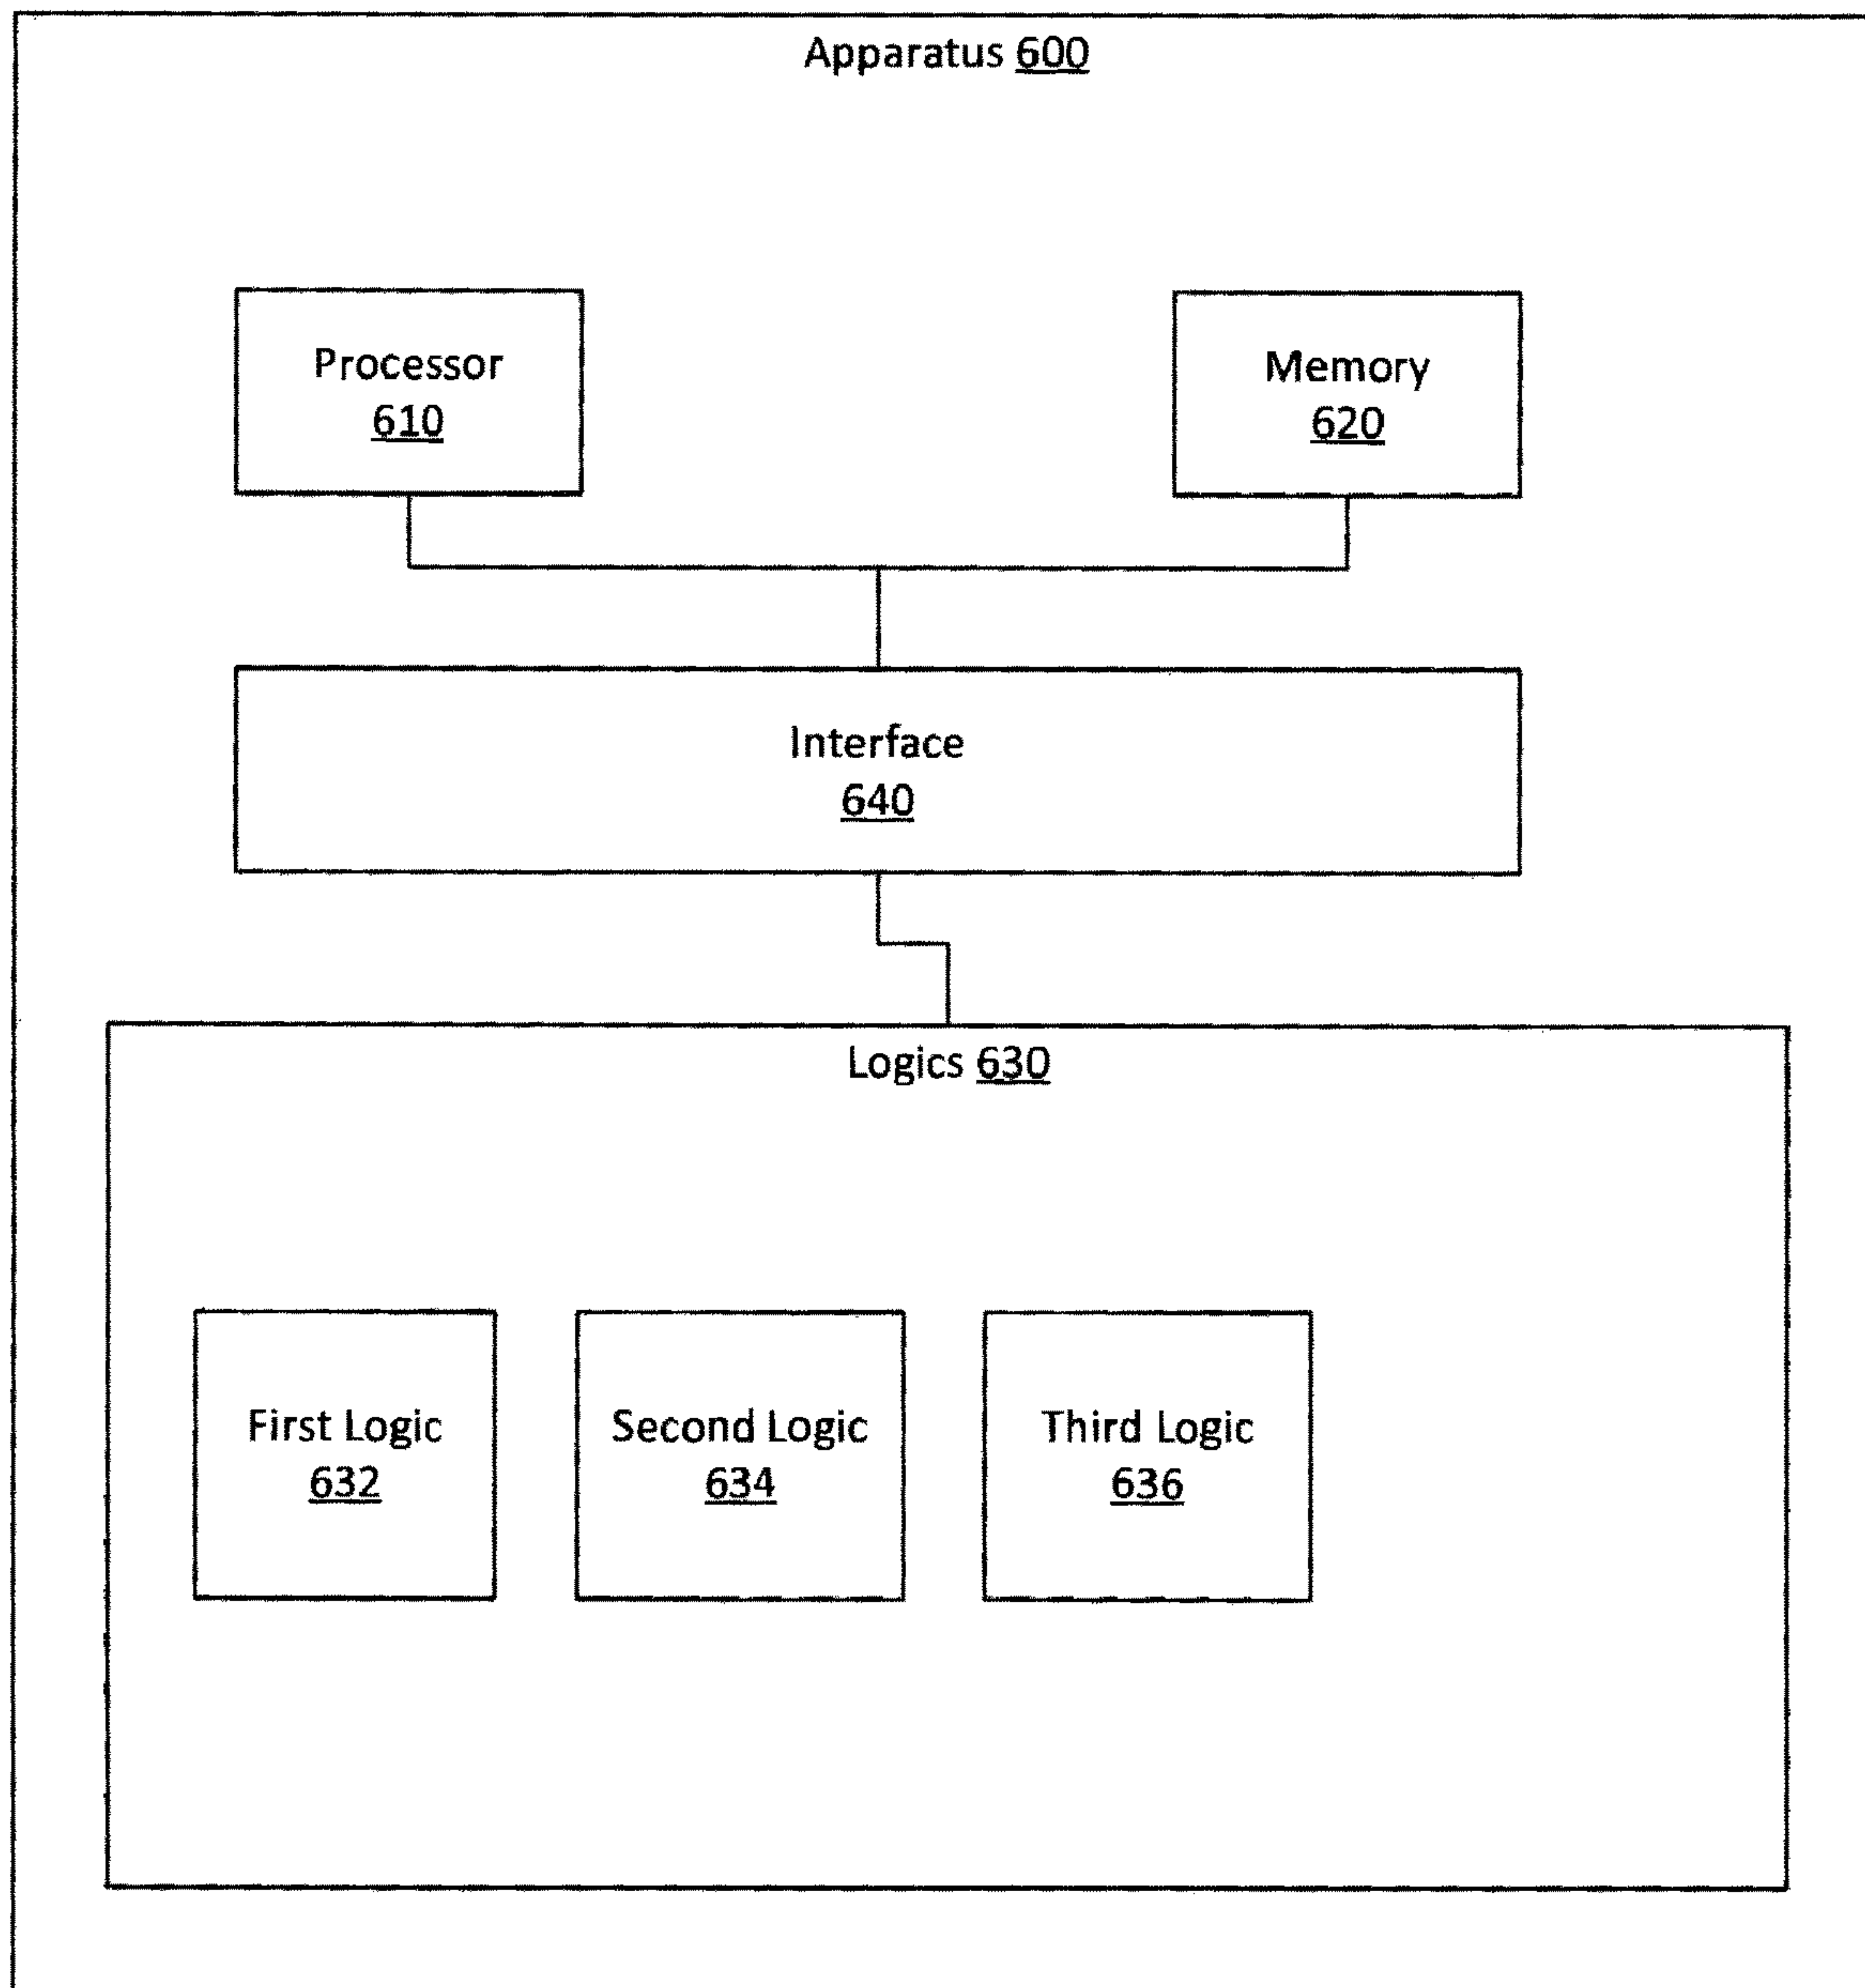 Apparatus 600
Processor
610
Memory
620
Interface
640
Logics 630
First Logic
632
Second Logic
634
Third Logic
636